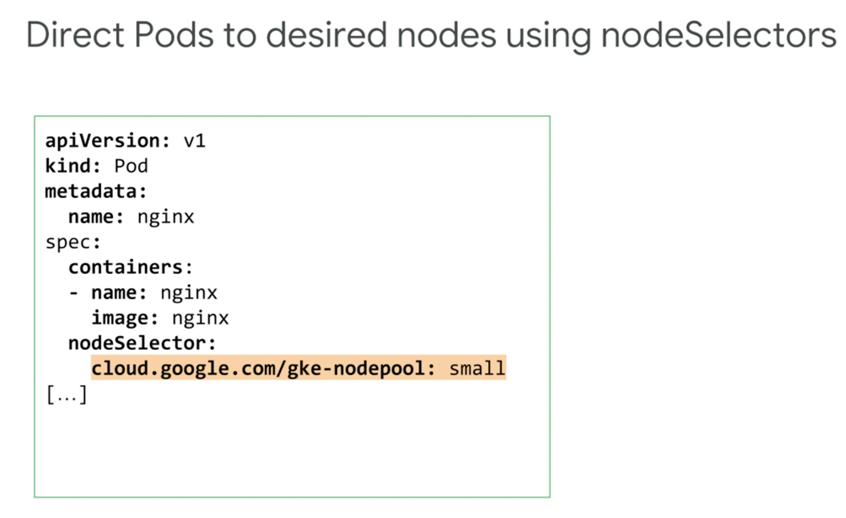 Direct Pods to desired nodes using nodeSelectors
apiVersion: v1
kind: Pod
metadata:
  name: nginx
spec:
  containers:
  - name: nginx
    image: nginx
  nodeSelector:
    cloud.google.com/gke-nodepool: small
[...]